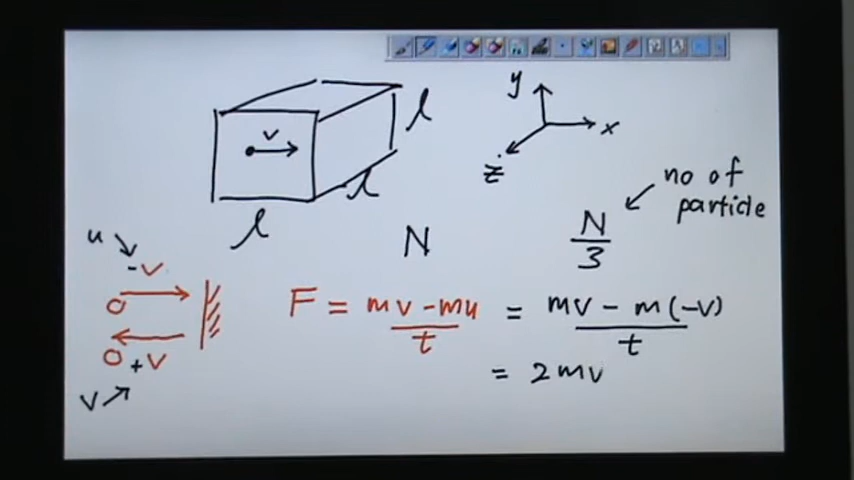 y
x
z
v
l
l
l
no of
particle
N
N/3
u
-v
+v
v
F = mv - mu / t = mv - m(-v) / t
= 2mv